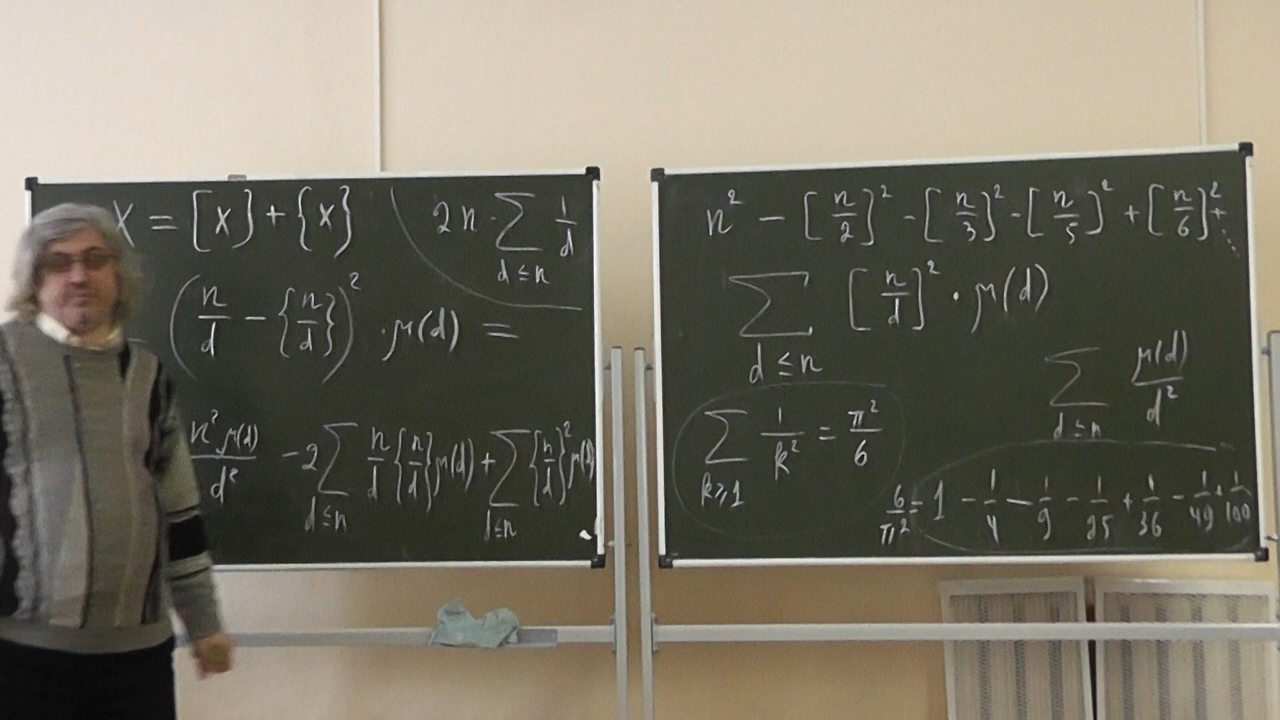 X = [x] + {x}
2n · ∑_{d ≤ n} 1/d
(n/d − {n/d})² · μ(d) =
n² μ(d)/d² − 2∑_{d≤n} n/d {n/d} μ(d) + ∑_{d≤n} {n/d}² μ(d)
n² − [n/2]² − [n/3]² − [n/5]² + [n/6]² + ...
∑_{d ≤ n} [n/d]² · μ(d)
∑_{d≤n} μ(d)/d²
∑_{k≥1} 1/k² = π²/6
6/π² = 1 − 1/4 − 1/9 − 1/25 + 1/36 − 1/49 + 1/100